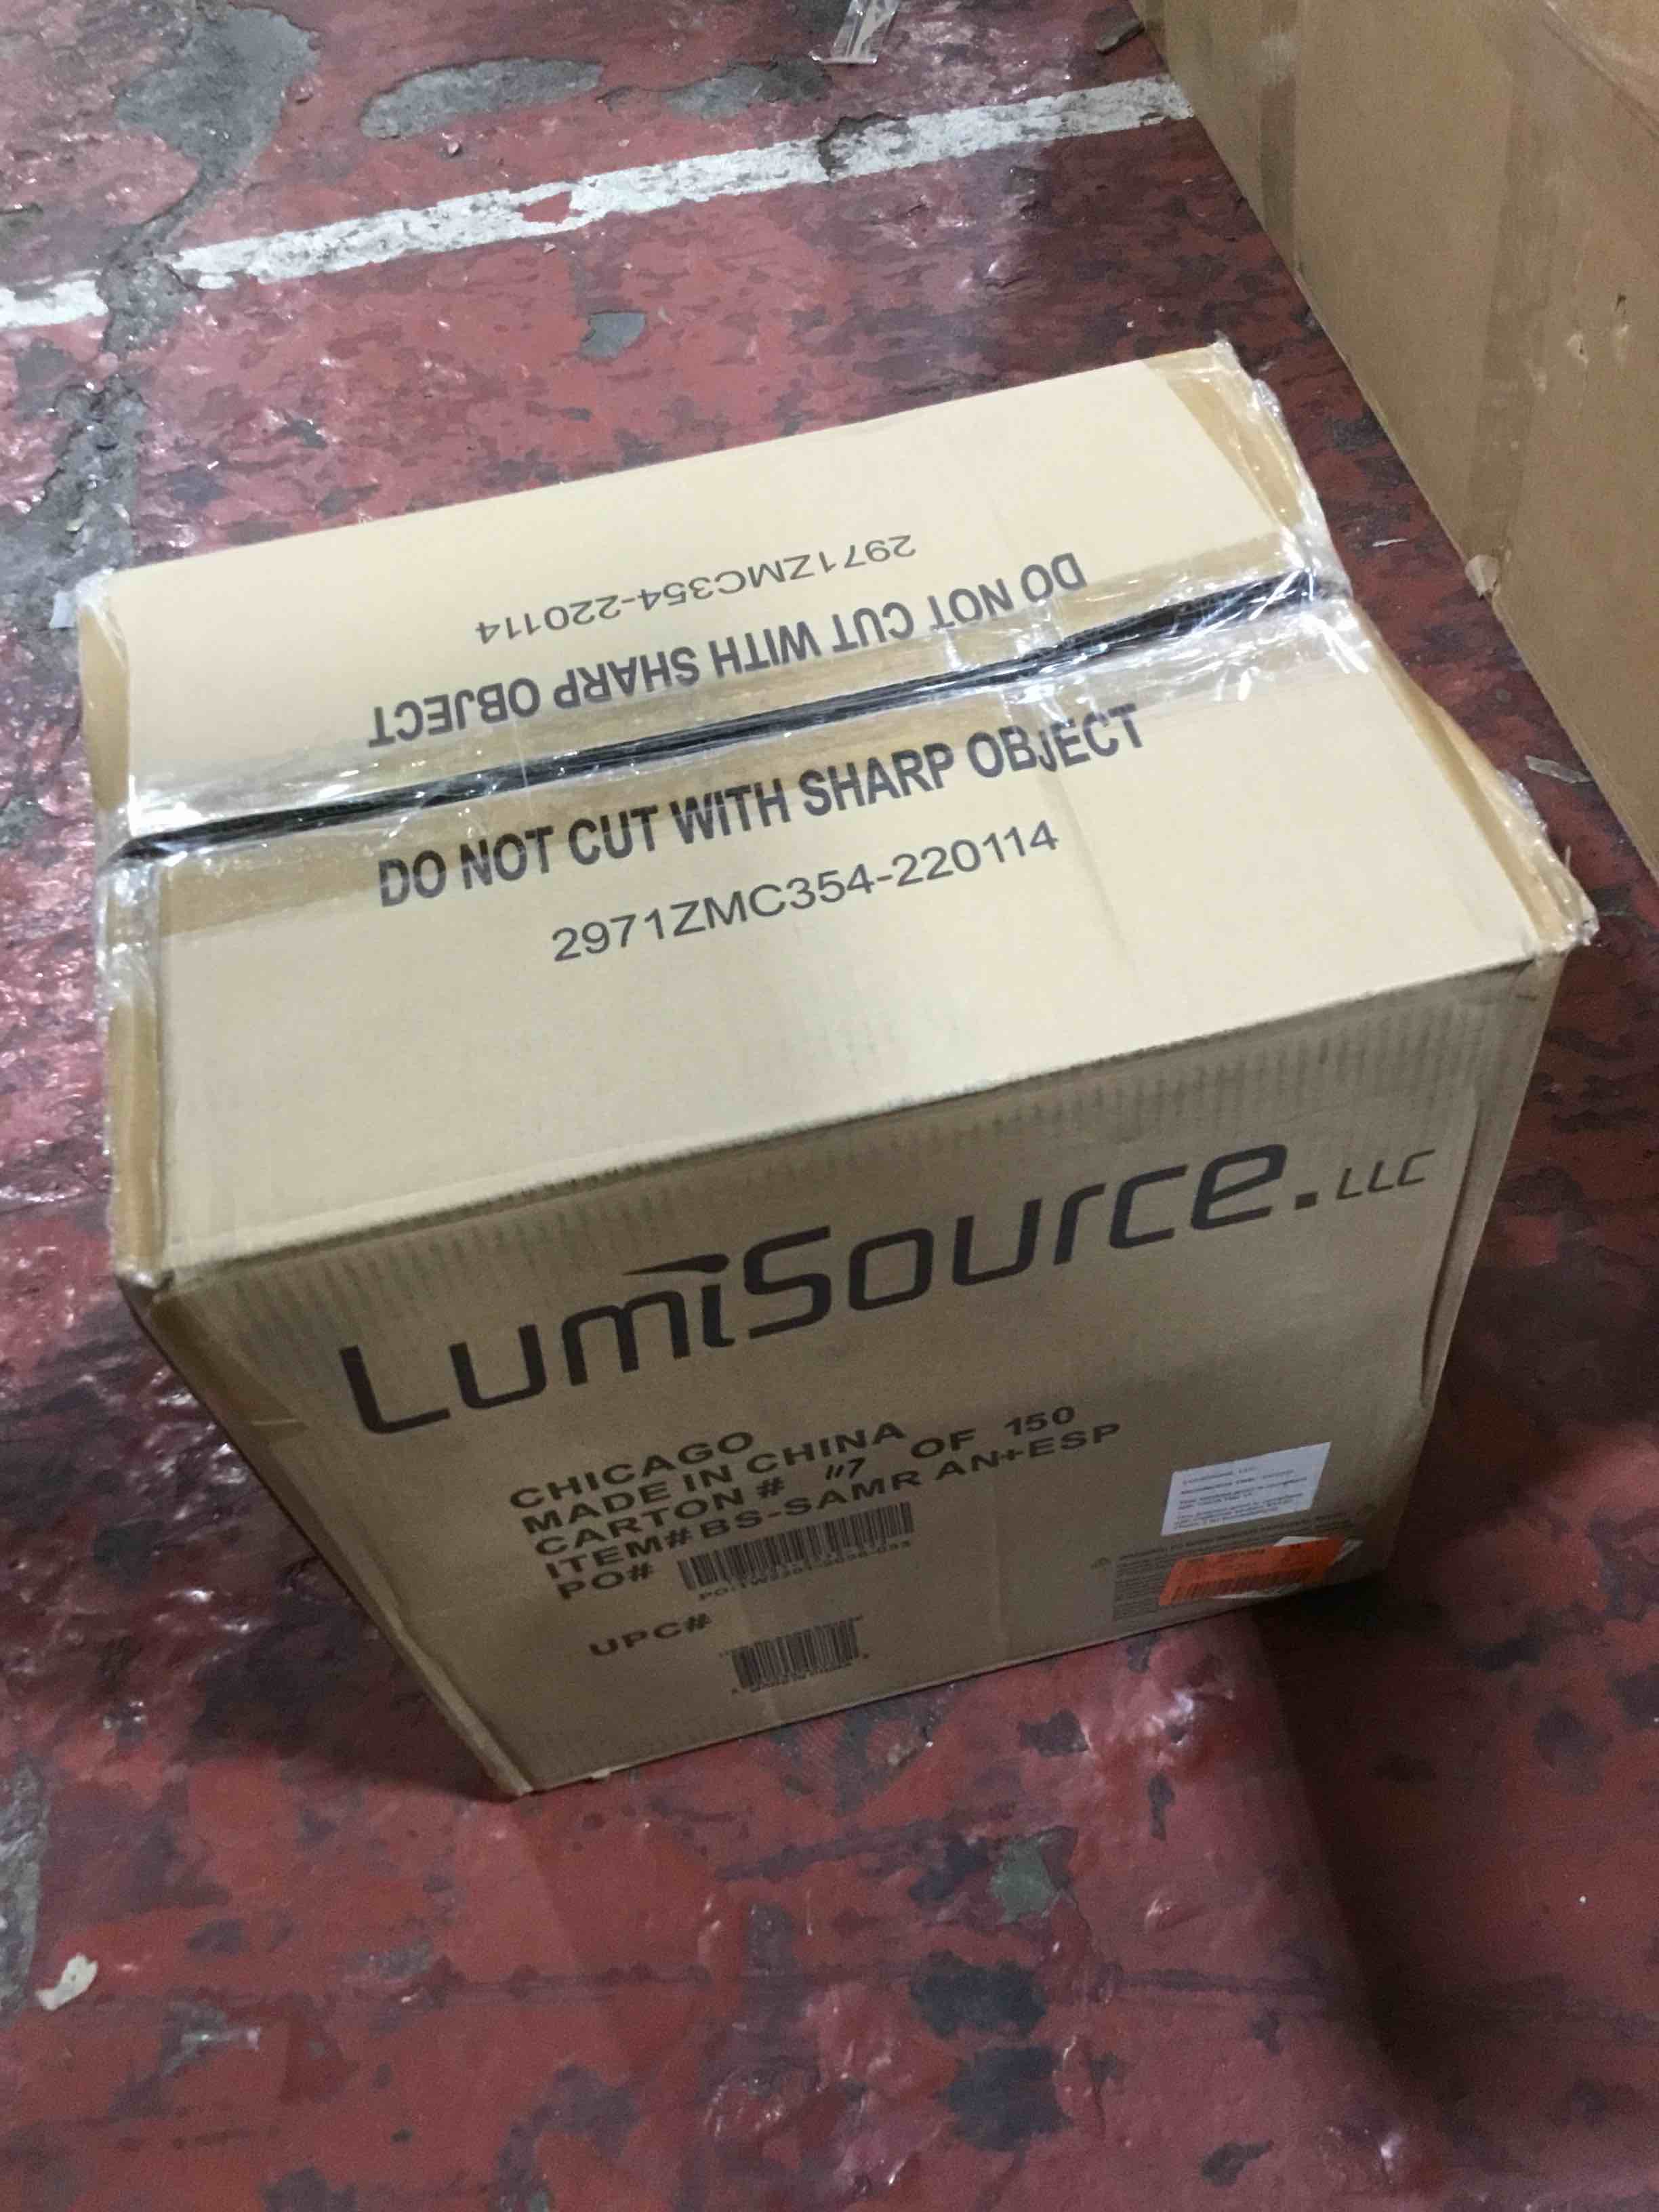 2971ZMC354-220114
DO NOT CUT WITH SHARP OBJECT
DO NOT CUT WITH SHARP OBJECT
2971ZMC354-220114
LumiSource. LLC
CHICAGO
MADE IN CHINA
CARTON # 117 OF 150
ITEM# BS-SAMR AN+ESP
PO#
UPC#